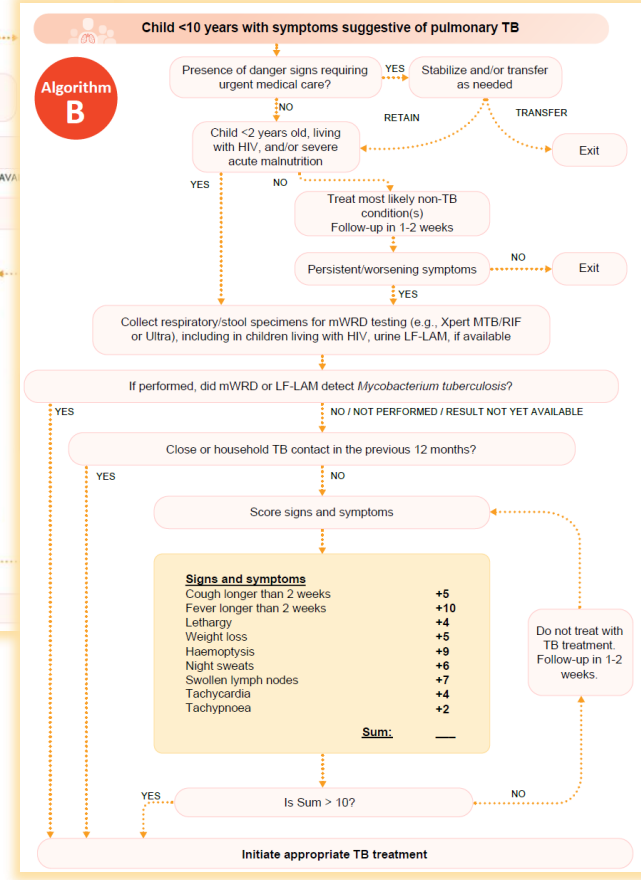 Child <10 years with symptoms suggestive of pulmonary TB
Algorithm
B
Presence of danger signs requiring
urgent medical care?
YES
Stabilize and/or transfer
as needed
NO
RETAIN
TRANSFER
Child <2 years old, living
with HIV, and/or severe
acute malnutrition
Exit
AVA
YES
NO
Treat most likely non-TB
condition(s)
Follow-up in 1-2 weeks
Persistent/worsening symptoms
NO
Exit
YES
Collect respiratory/stool specimens for mWRD testing (e.g., Xpert MTB/RIF
or Ultra), including in children living with HIV, urine LF-LAM, if available
If performed, did mWRD or LF-LAM detect Mycobacterium tuberculosis?
YES
NO / NOT PERFORMED / RESULT NOT YET AVAILABLE
Close or household TB contact in the previous 12 months?
YES
NO
Score signs and symptoms
Signs and symptoms
Cough longer than 2 weeks +5
Fever longer than 2 weeks +10
Lethargy +4
Weight loss +5
Haemoptysis +9
Night sweats +6
Swollen lymph nodes +7
Tachycardia +4
Tachypnoea +2
Sum: ___
Do not treat with
TB treatment.
Follow-up in 1-2
weeks.
YES
Is Sum > 10?
NO
Initiate appropriate TB treatment